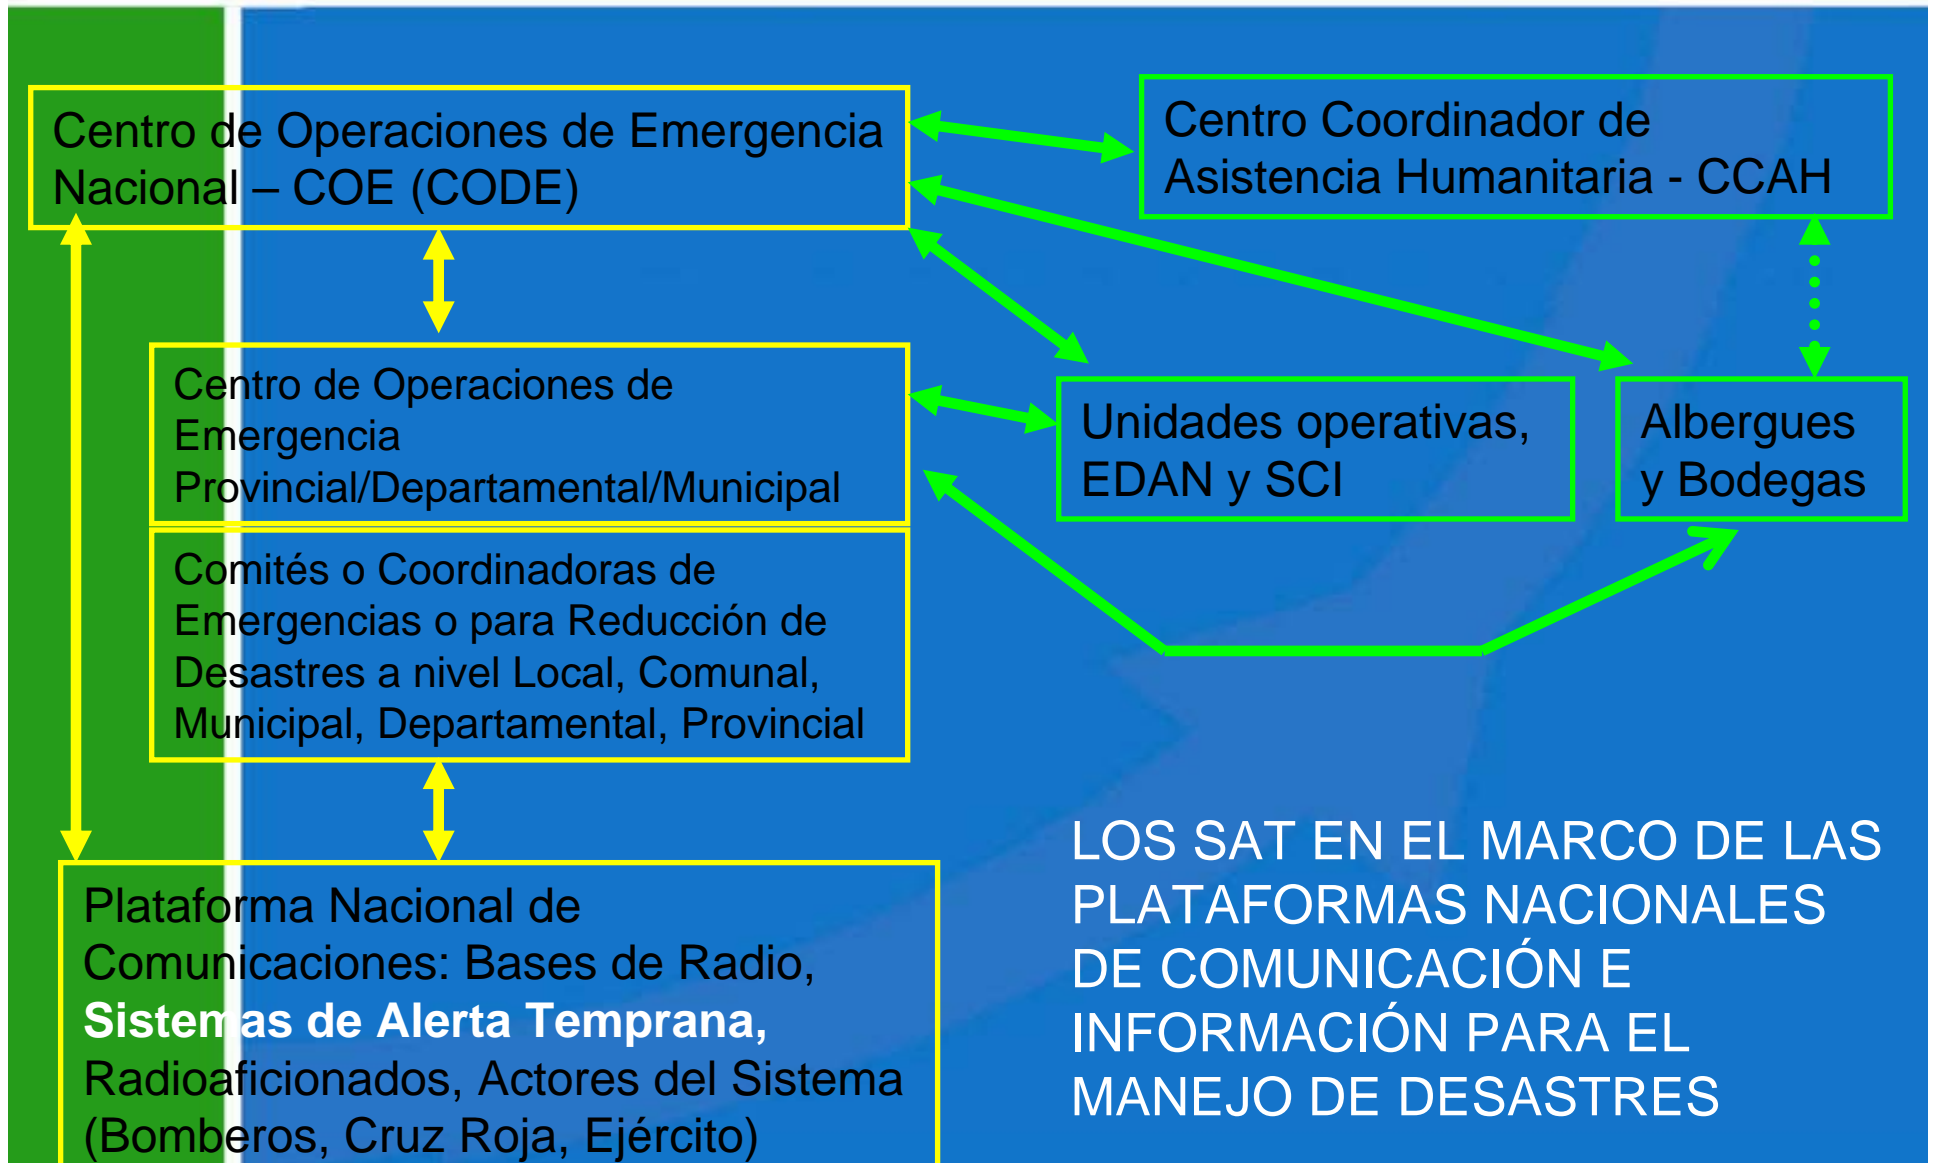 Centro de Operaciones de Emergencia
Nacional – COE (CODE)
Centro Coordinador de
Asistencia Humanitaria - CCAH
Centro de Operaciones de
Emergencia
Provincial/Departamental/Municipal
Unidades operativas,
EDAN y SCI
Albergues
y Bodegas
Comités o Coordinadoras de
Emergencias o para Reducción de
Desastres a nivel Local, Comunal,
Municipal, Departamental, Provincial
Plataforma Nacional de
Comunicaciones: Bases de Radio,
Sistemas de Alerta Temprana,
Radioaficionados, Actores del Sistema
(Bomberos, Cruz Roja, Ejército)
LOS SAT EN EL MARCO DE LAS
PLATAFORMAS NACIONALES
DE COMUNICACIÓN E
INFORMACIÓN PARA EL
MANEJO DE DESASTRES